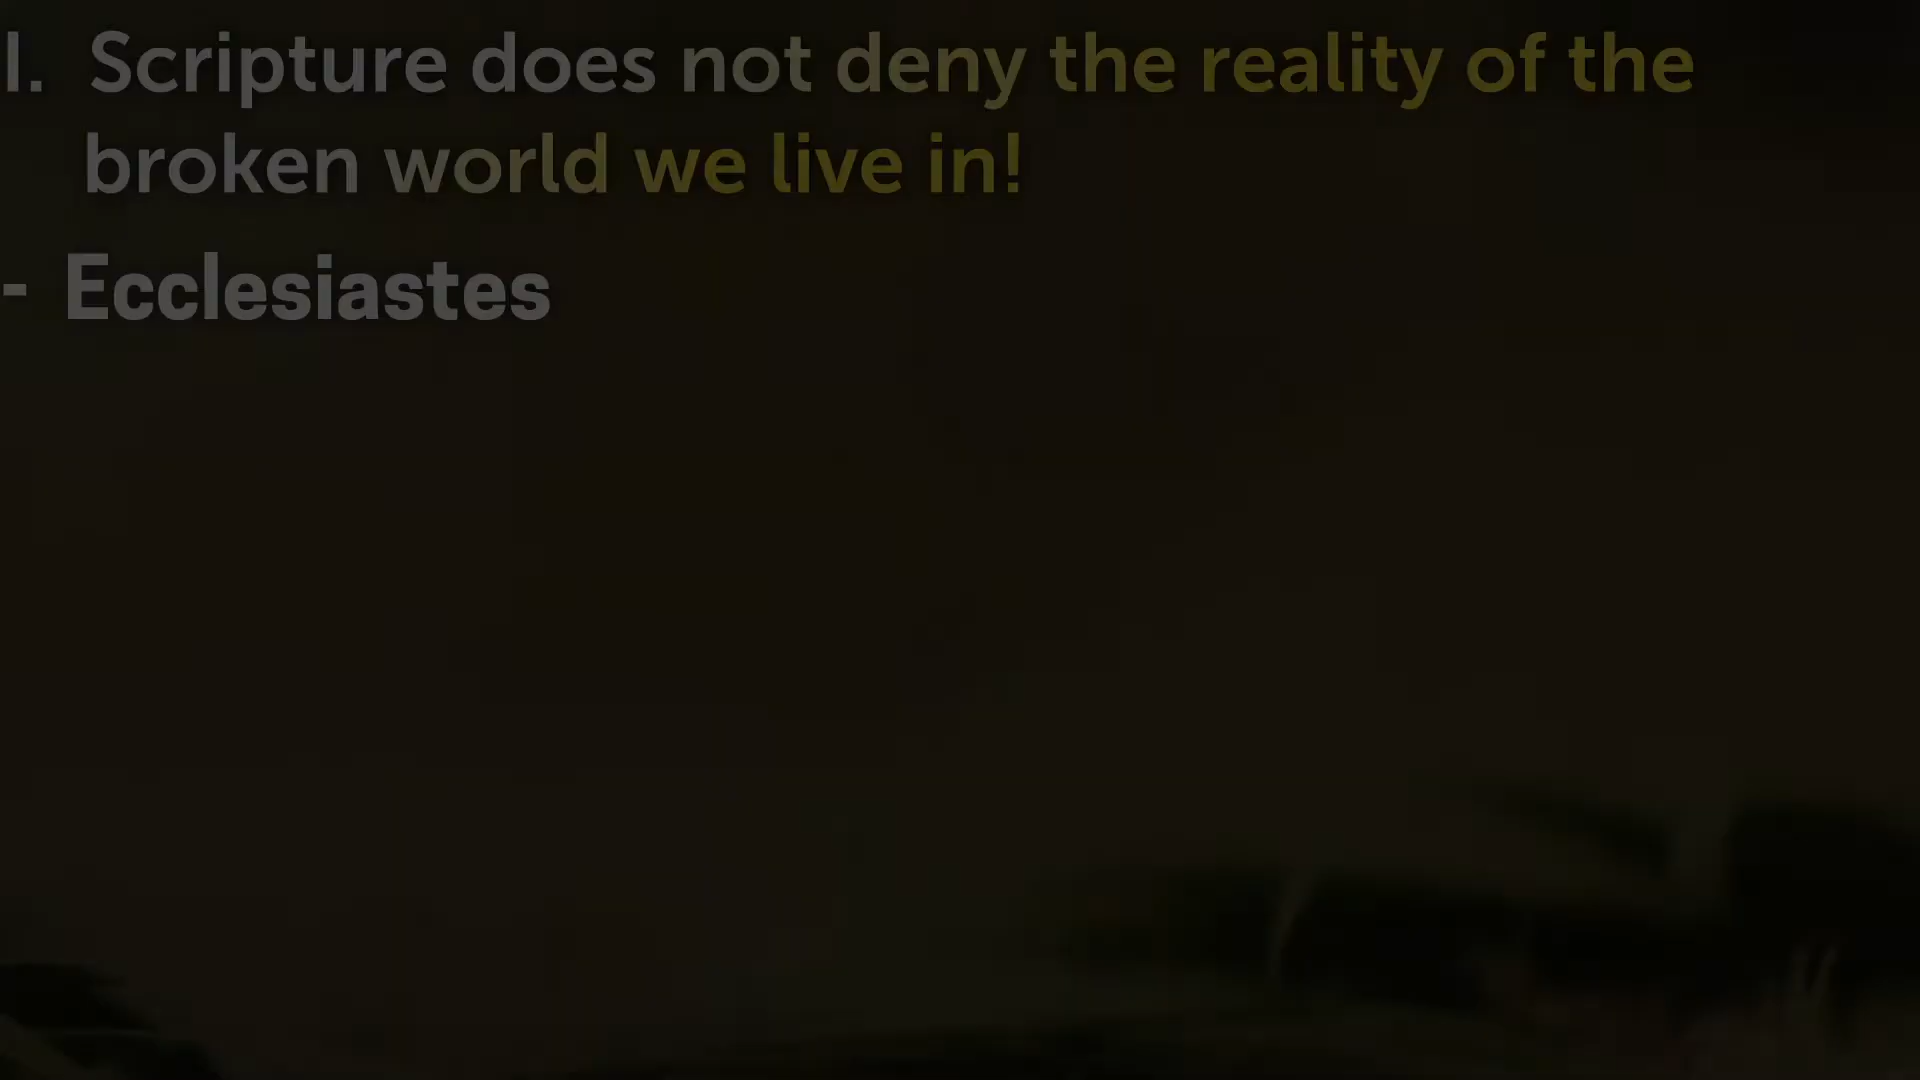 I. Scripture does not deny the reality of the
broken world we live in!
- Ecclesiastes